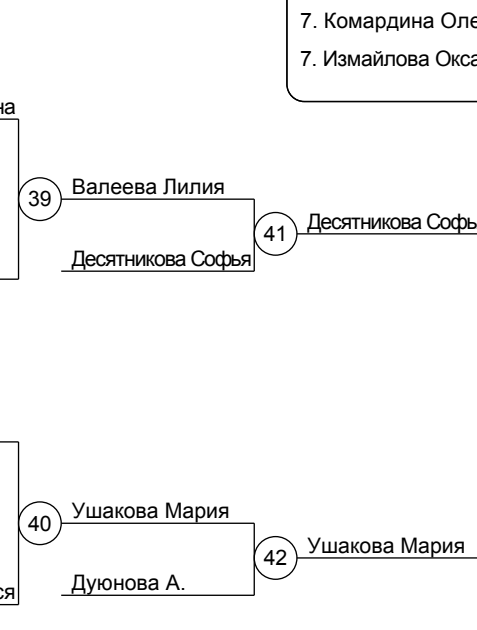 7. Комардина Оле
7. Измайлова Окса
на
39 Валеева Лилия
41 Десятникова Софь
Десятникова Софья
40 Ушакова Мария
42 Ушакова Мария
Дуюнова А.
ся